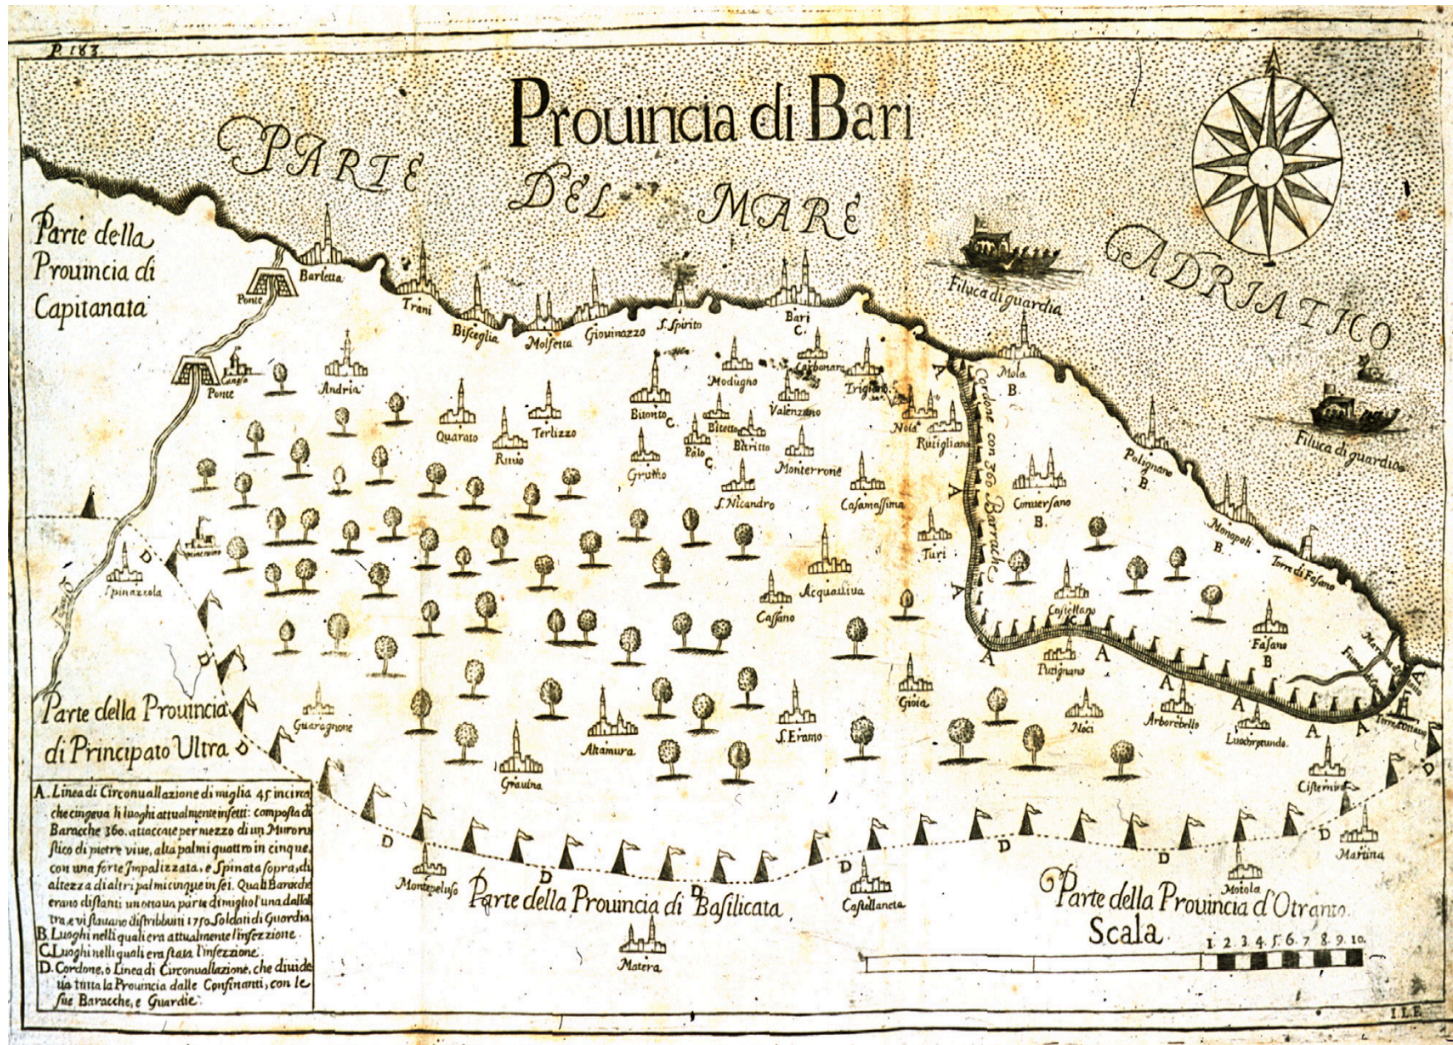 P. 183
Prouincia di Bari
PARTE
DEL MARE
ADRIATICO
Parte della
Prouincia di
Capitanata
Ponte
Barletta
Trani
Bisceglia
Molfetta
Giouinazzo
S. Spirito
Bari
C.
Filuca di guardia
Mola
B.
Filuca di guardia
Ponte
Andria
Quarato
Ruuo
Terlizzo
Bitonto
C.
Modugno
Carbonara
Trigiano
Valenzano
Bitetto
Bitritto
Palo
C.
Grumo
Monterrone
S. Nicandro
Casamassima
Noia
Rutigliano
A
Cordone con 360 Barracche
Conuersano
B.
Polignano
B.
Monopoli
B.
Torre di Fasano
Fasano
B
Turi
Acquauiua
Cassano
A
A
A
A
A
A
A
A
Castellano
C
Putignano
Arborebello
Noci
Gioia
S. Eramo
Altamura
Grauina
Guaragnone
Spinazzola
D
D
D
Parte della Prouincia
di Principato Ultra
Cisternino
Martina
D
D
Motola
D
D
D
Castellaneta
D
D
D
Montepeluso
Matera
Parte della Prouincia di Basilicata
Parte della Prouincia d'Otranto
Scala
1. 2. 3. 4. 5. 6. 7. 8. 9. 10.
A. Linea di Circonuallazione di miglia 45 incirca
che cingeua li luoghi attualmente infetti: composta di
Baracche 360. attaccate per mezzo di un Muro ru
stico di pietre viue, alta palmi quattro in cinque,
con una forte Impalizzata, e Spinata sopra, di
altezza di altri palmi cinque in sei. Quali Baracche
erano distanti un ottaua parte di miglio l'una dall'al
tra, e vi stauano distribuiti 1750. Soldati di Guardia.
B. Luoghi nelli quali era attualmente l'infezzione.
C. Luoghi nelli quali era stata l'infezzione.
D. Cordone, ò Linea di Circonuallazione, che diuide
ua tutta la Prouincia dalle Confinanti, con le
sue Baracche, e Guardie.